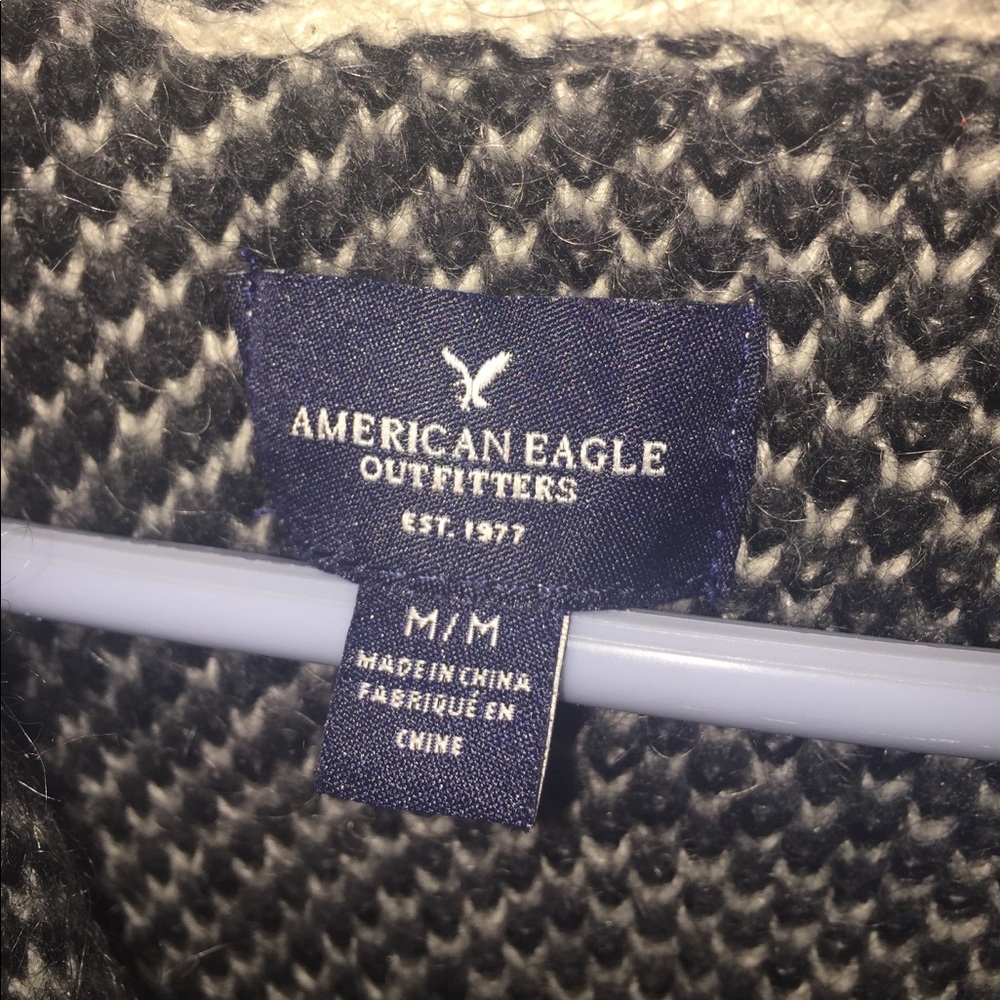 AMERICAN EAGLE
OUTFITTERS
EST. 1977
M/M
MADE IN CHINA
FABRIQUÉ EN
CHINE